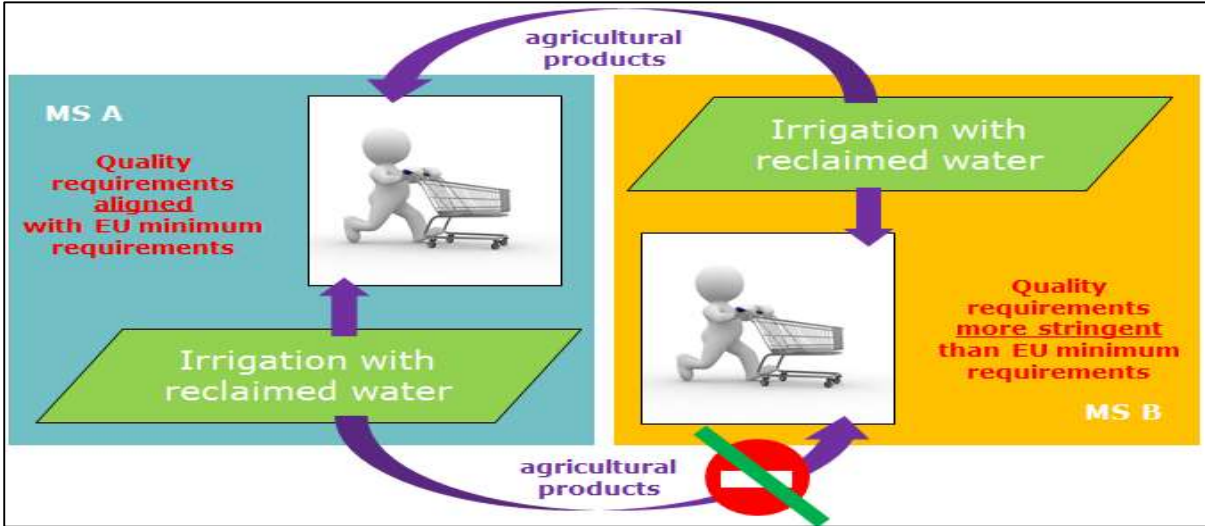 agricultural
products
MS A
Quality
requirements
aligned
with EU minimum
requirements
Irrigation with
reclaimed water
Irrigation with
reclaimed water
Quality
requirements
more stringent
than EU minimum
requirements
MS B
agricultural
products